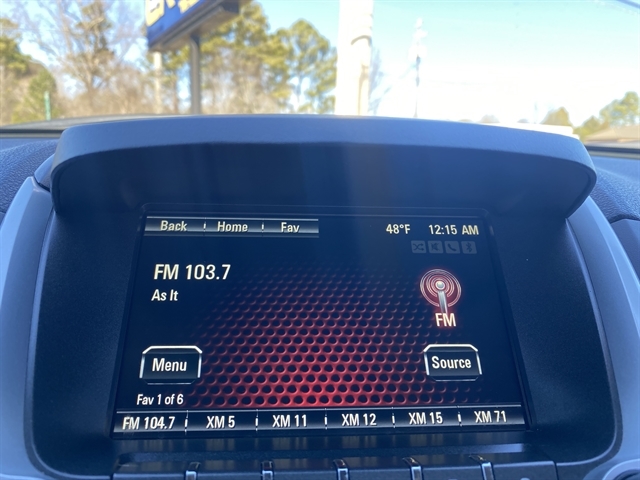 Back Home Fav 48°F 12:15 AM
FM 103.7
As It
FM
Menu Source
Fav 1 of 6
FM 104.7 XM 5 XM 11 XM 12 XM 15 XM 71